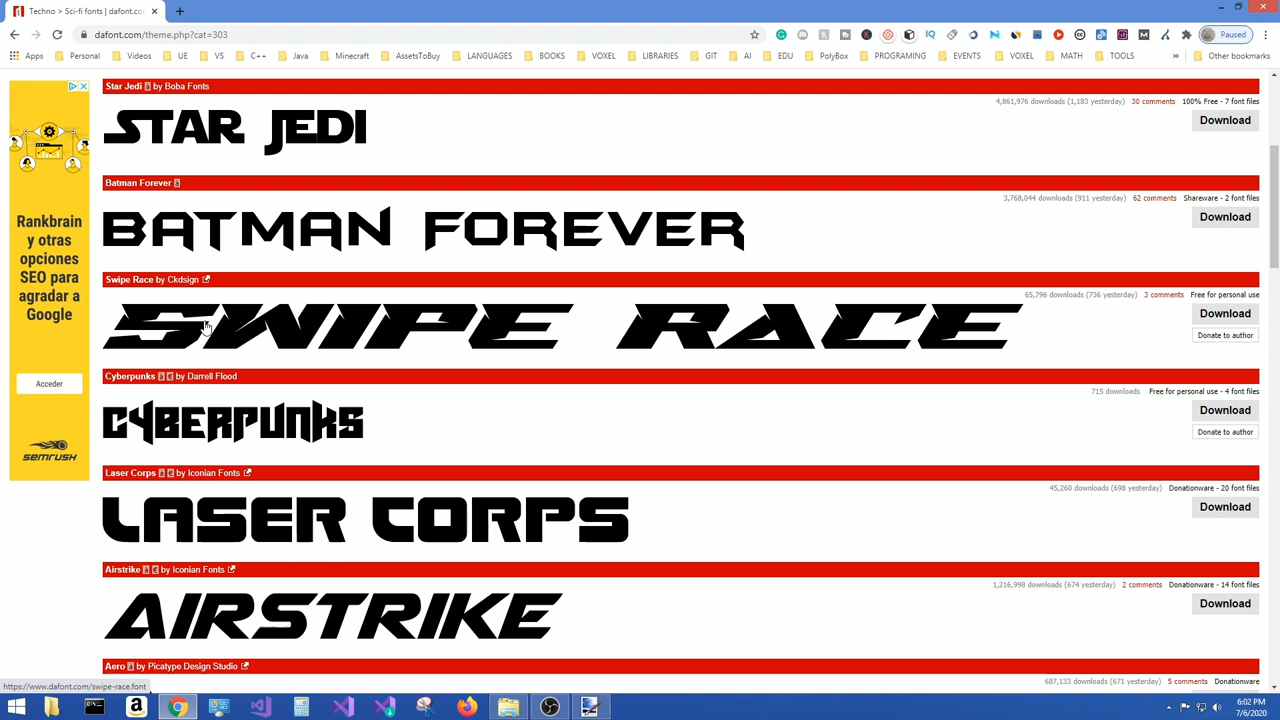 Techno > Sci-fi fonts | dafont.com
dafont.com/theme.php?cat=303
Paused
Apps
Personal
Videos
UE
VS
C++
Java
Minecraft
AssetsToBuy
LANGUAGES
BOOKS
VOXEL
LIBRARIES
GIT
AI
EDU
PolyBox
PROGRAMING
EVENTS
VOXEL
MATH
TOOLS
»
Other bookmarks
Rankbrain
y otras
opciones
SEO para
agradar a
Google
Acceder
SEMRUSH
Star Jedi à by Boba Fonts
4,861,976 downloads (1,183 yesterday) 30 comments 100% Free - 7 font files
STAR JEDI
Download
Batman Forever à
3,768,044 downloads (911 yesterday) 62 comments Shareware - 2 font files
BATMAN FOREVER
Download
Swipe Race by Ckdsign
65,796 downloads (736 yesterday) 3 comments Free for personal use
SWIPE RACE
Download
Donate to author
Cyberpunks à € by Darrell Flood
715 downloads Free for personal use - 4 font files
CYBERPUNKS
Download
Donate to author
Laser Corps à € by Iconian Fonts
45,260 downloads (698 yesterday) Donationware - 20 font files
LASER CORPS
Download
Airstrike à € by Iconian Fonts
1,216,998 downloads (674 yesterday) 2 comments Donationware - 14 font files
AIRSTRIKE
Download
Aero à by Picatype Design Studio
687,133 downloads (671 yesterday) 5 comments Donationware
https://www.dafont.com/swipe-race.font
6:02 PM
7/6/2020